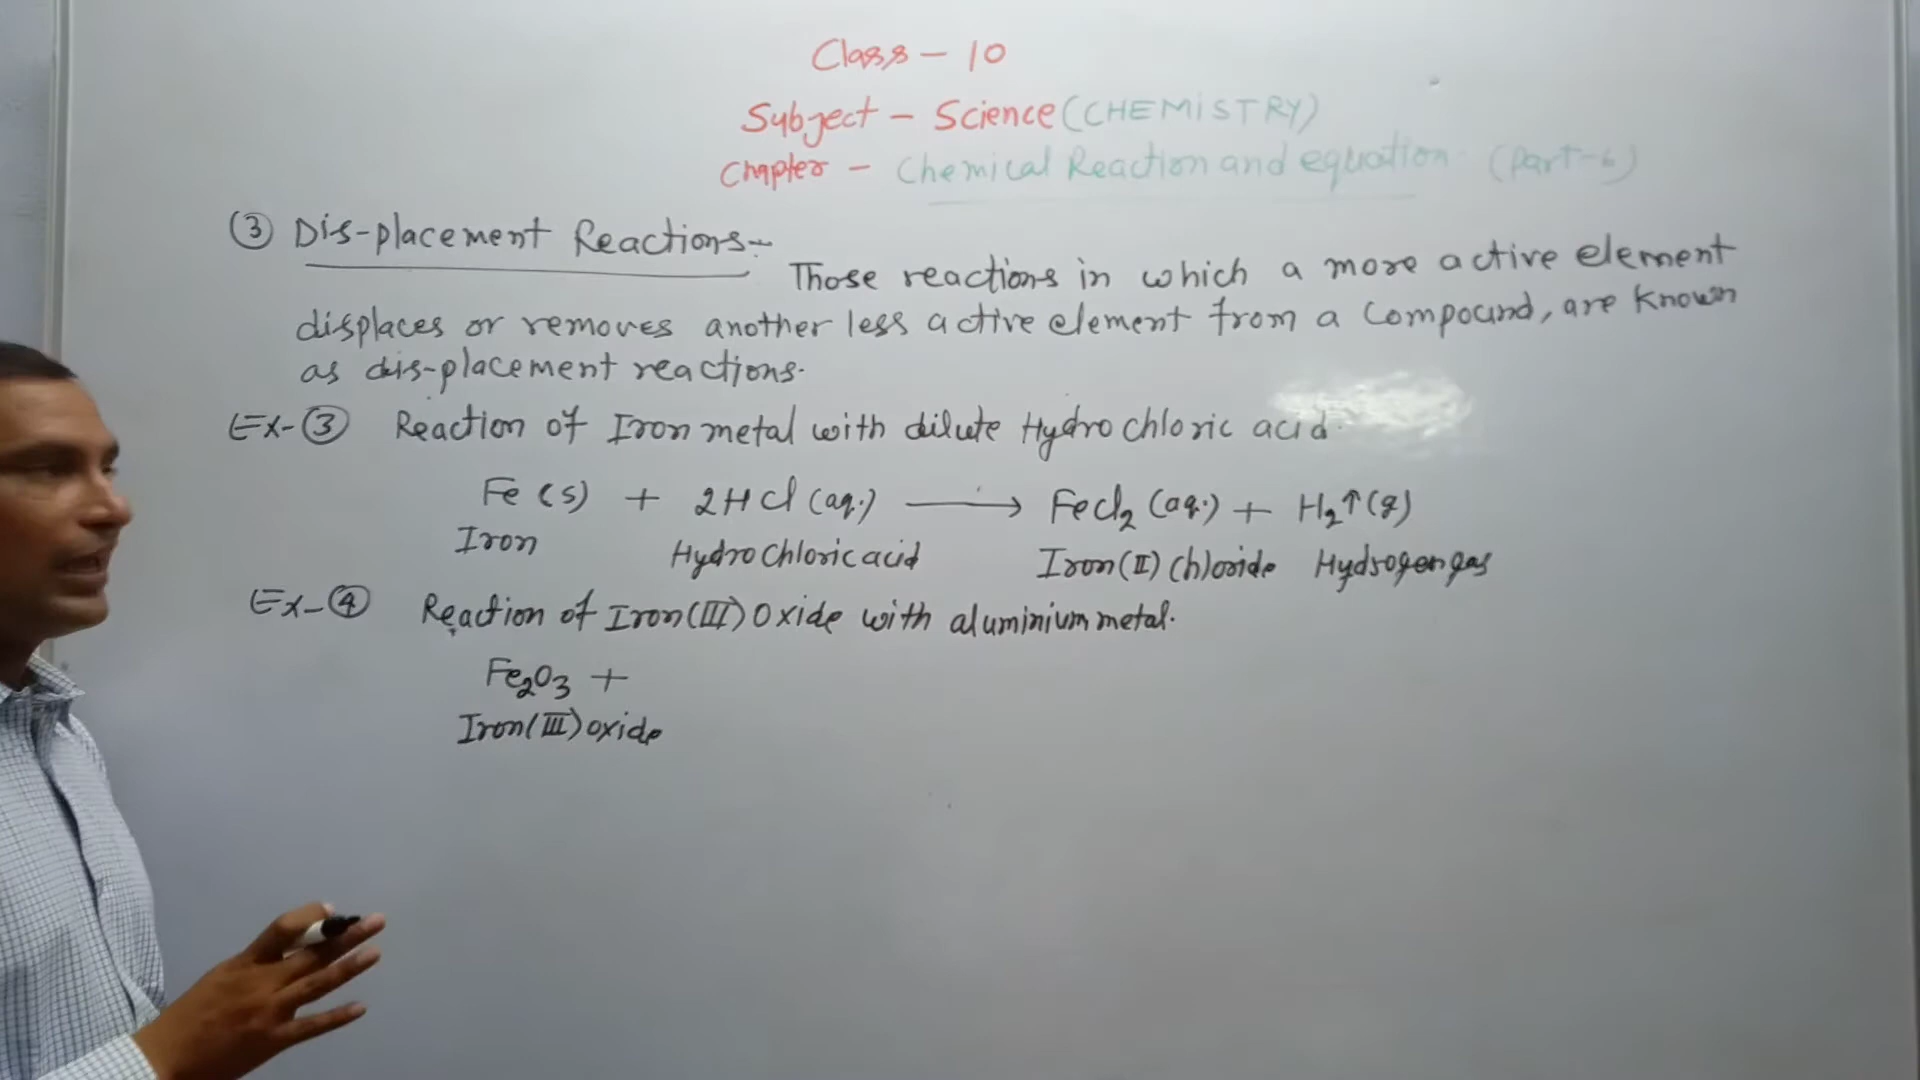 Class - 10
Subject - Science (CHEMISTRY)
Chapter - Chemical Reaction and equation (Part-6)
③ Dis-placement Reactions:-
Those reactions in which a more active element
displaces or removes another less active element from a Compound, are known
as dis-placement reactions.
Ex-③ Reaction of Iron metal with dilute Hydrochloric acid.
Fe (s) + 2HCl (aq.) ⟶ FeCl₂ (aq.) + H₂↑(g)
Iron Hydrochloric acid Iron(II) chloride Hydrogen gas
Ex-④ Reaction of Iron(III) Oxide with aluminium metal.
Fe₂O₃ +
Iron(III) oxide